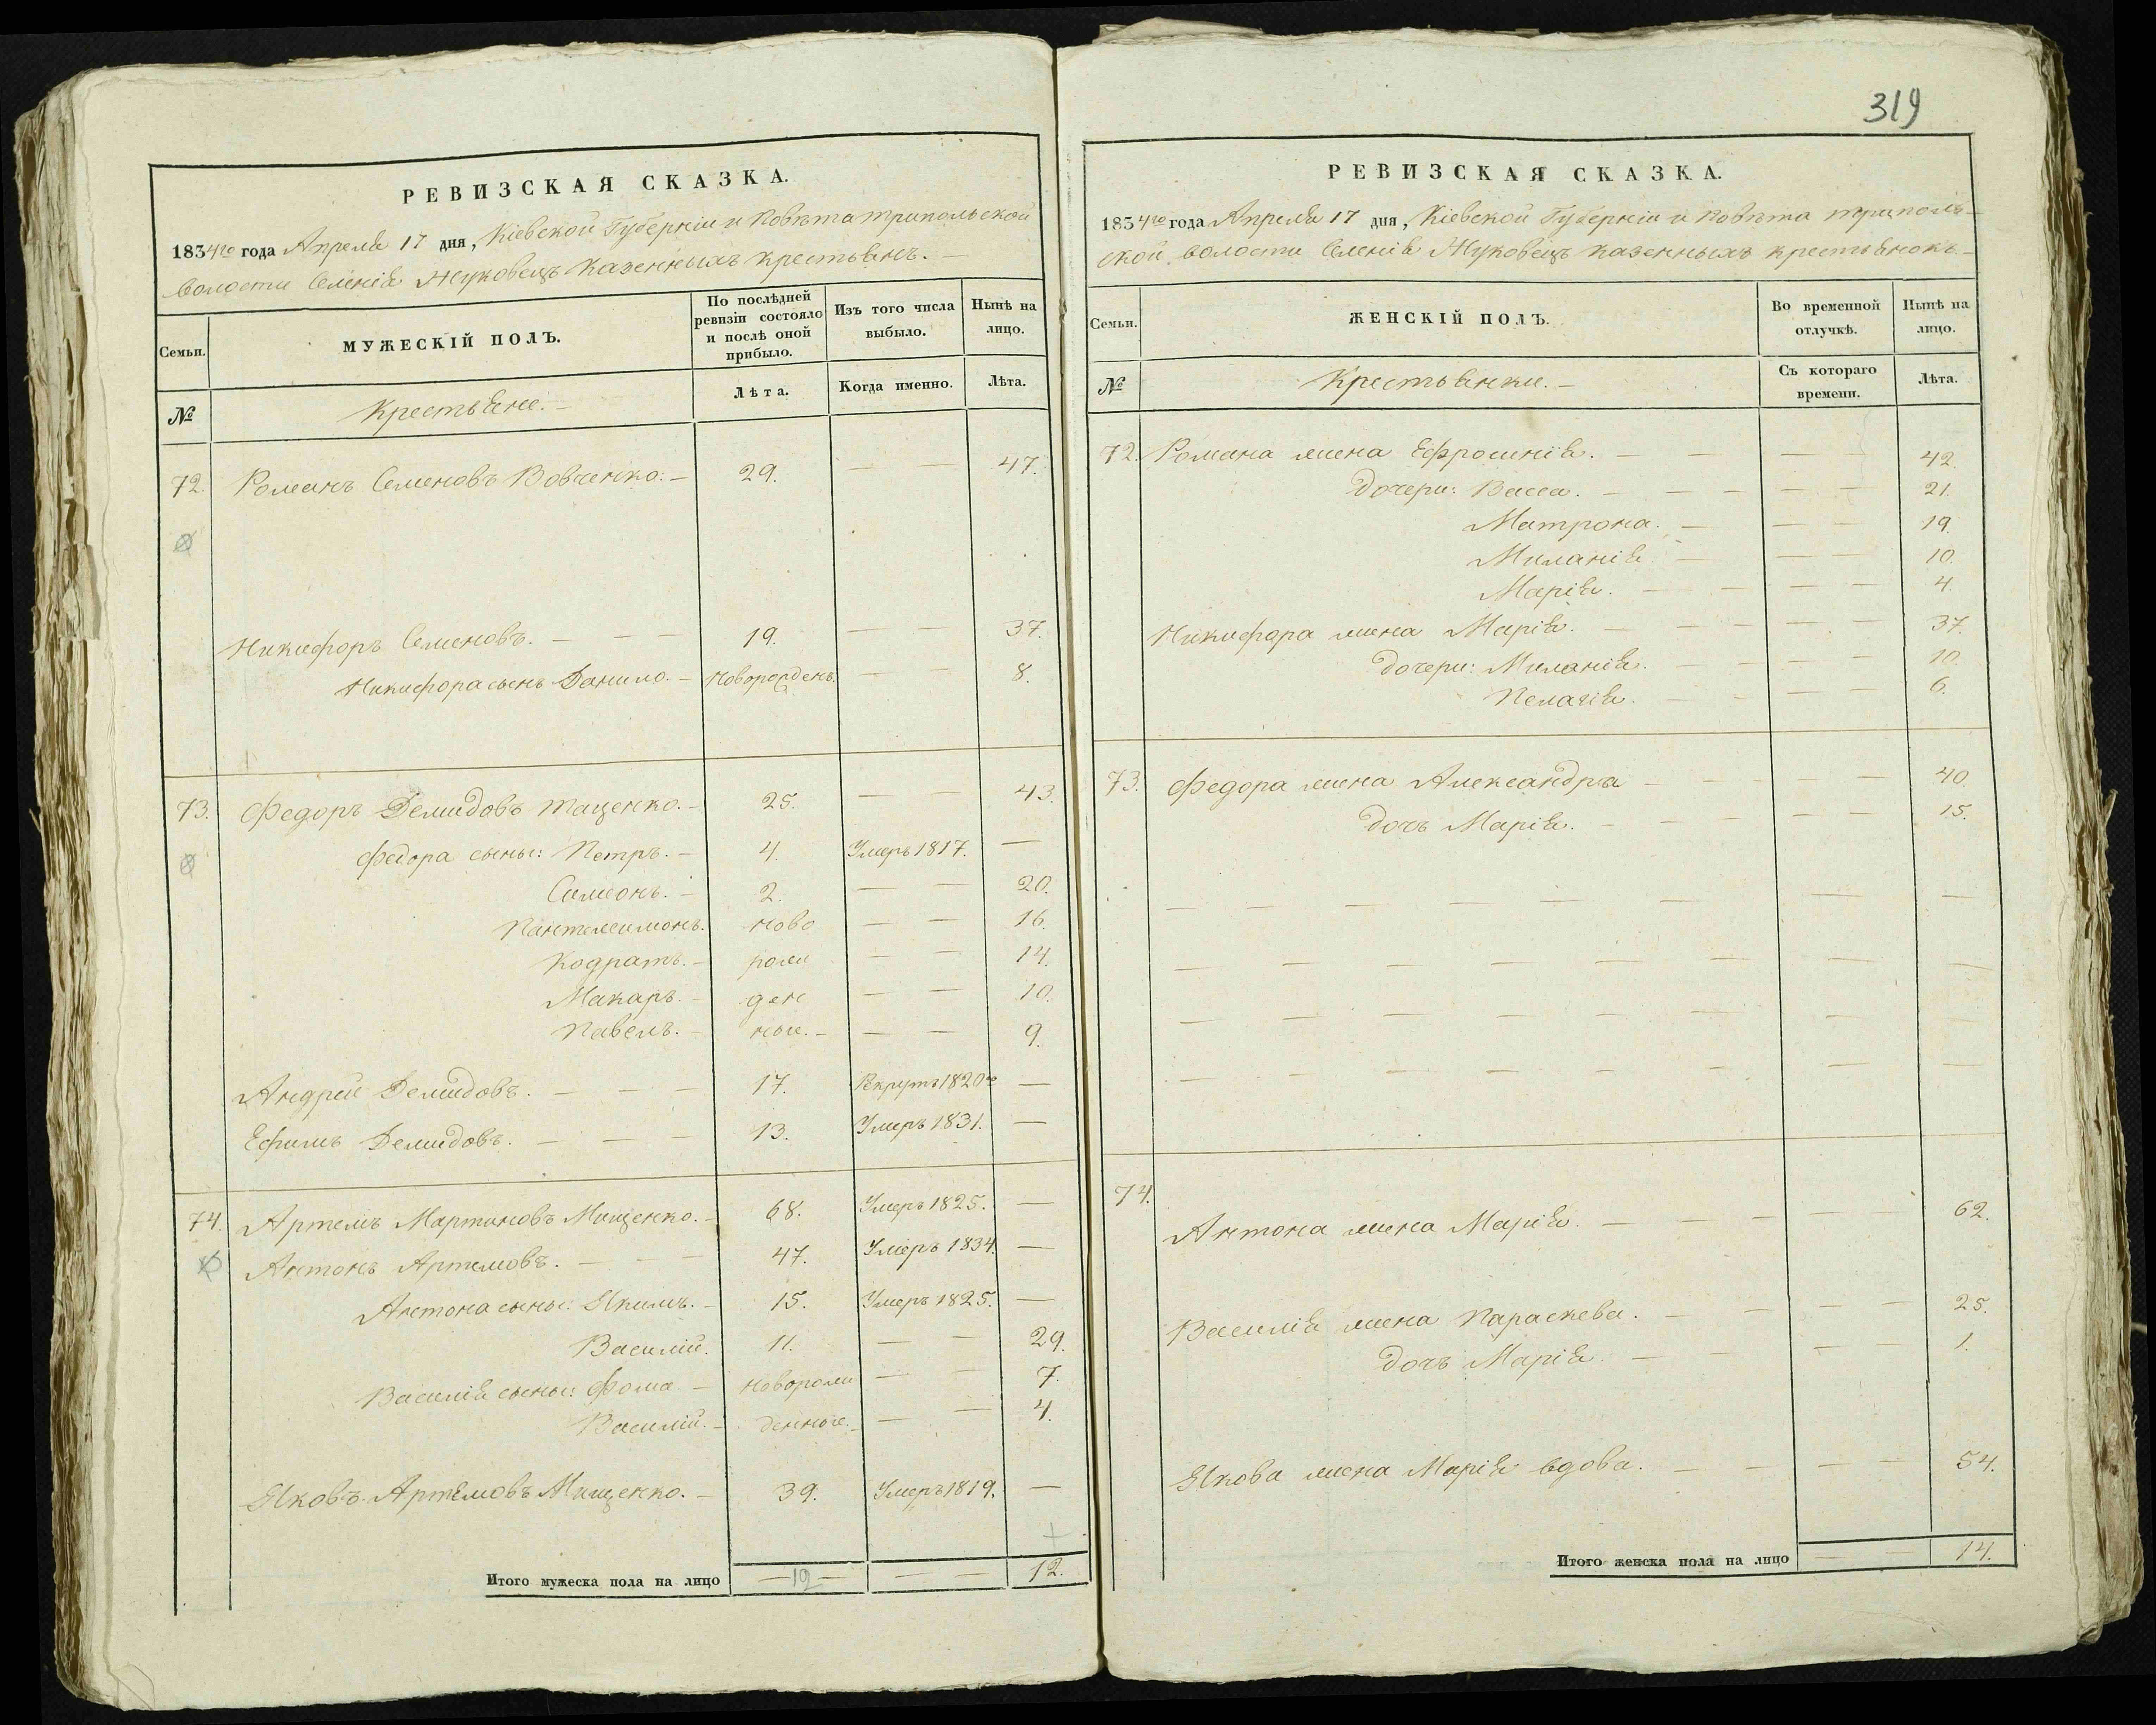 РЕВИЗСКАЯ СКАЗКА.
1834го года Апреля 17 дня, Кіевской Губерніи и Повѣта трипольской
волости Селенія Жуковецъ Казенныхъ Крестьянъ.
Семьи.
МУЖЕСКІЙ ПОЛЪ.
По послѣдней ревизіи состояло и послѣ оной прибыло.
Изъ того числа выбыло.
Нынѣ на лицо.
№ Крестьяне. Лѣта. Когда именно. Лѣта.
72. Романъ Семеновъ Вовченко. 29. — — 47.
Никифоръ Семеновъ. — — — 19. — — 37.
Никифора сынъ Данило. — Новорожденъ. — — 8.
73. Федоръ Демидовъ Таценко. — 25. — — 43.
Федора сыны: Петръ. — 4. Умеръ 1817. —
Симеонъ. — 2. — — 20.
Пантелеимонъ. ново — — 16.
Кодратъ. — рож — — 14.
Макаръ. — ден — — 10.
Павелъ. — ные. — — — 9.
Андрей Демидовъ. — — — 17. Рекрутъ 1820го —
Ефимъ Демидовъ. — — — 13. Умеръ 1831. —
74. Артемъ Мартиновъ Мищенко. — 68. Умеръ 1825. —
Антонъ Артемовъ. — — — 47. Умеръ 1834. —
Антона сыны: Якимъ. — 15. Умеръ 1825. —
Василій. 11. — — 29.
Василія сыны: Фома. — новорож — — 7.
Василій. — денные. — — — 4.
Яковъ Артемовъ Мищенко. — 39. Умеръ 1819. —
Итого мужеска пола на лицо — 12 — — — 12.
319
РЕВИЗСКАЯ СКАЗКА.
1834го года Апреля 17 дня, Кіевской Губерніи и Повѣта триполь-
ской волости Селенія Жуковецъ казенныхъ крестьянокъ —
Семьи.
ЖЕНСКІЙ ПОЛЪ.
Во временной отлучкѣ.
Нынѣ на лицо.
№ Крестьянки. — Съ котораго времени. Лѣта.
72. Романа жена Ефросинія. — — — — 42.
Дочери: Васса. — — — — — 21.
Матрона. — — — 19.
Миланія — — — 10.
Марія. — — — — 4.
Никифора жена Марія. — — — — — 37.
Дочери: Миланія. — — — — — 10.
Пелагія. — — — — 6.
73. Федора жена Александра — — — — 40.
Дочъ Марія. — — — — — 15.
74.
Антона жена Марія. — — — — — 62.
Василія жена Параскева. — — — — 25.
Дочъ Марія. — — — — 1.
Якова жена Марія вдова. — — — — 54.
Итого женска пола на лицо — — 14.